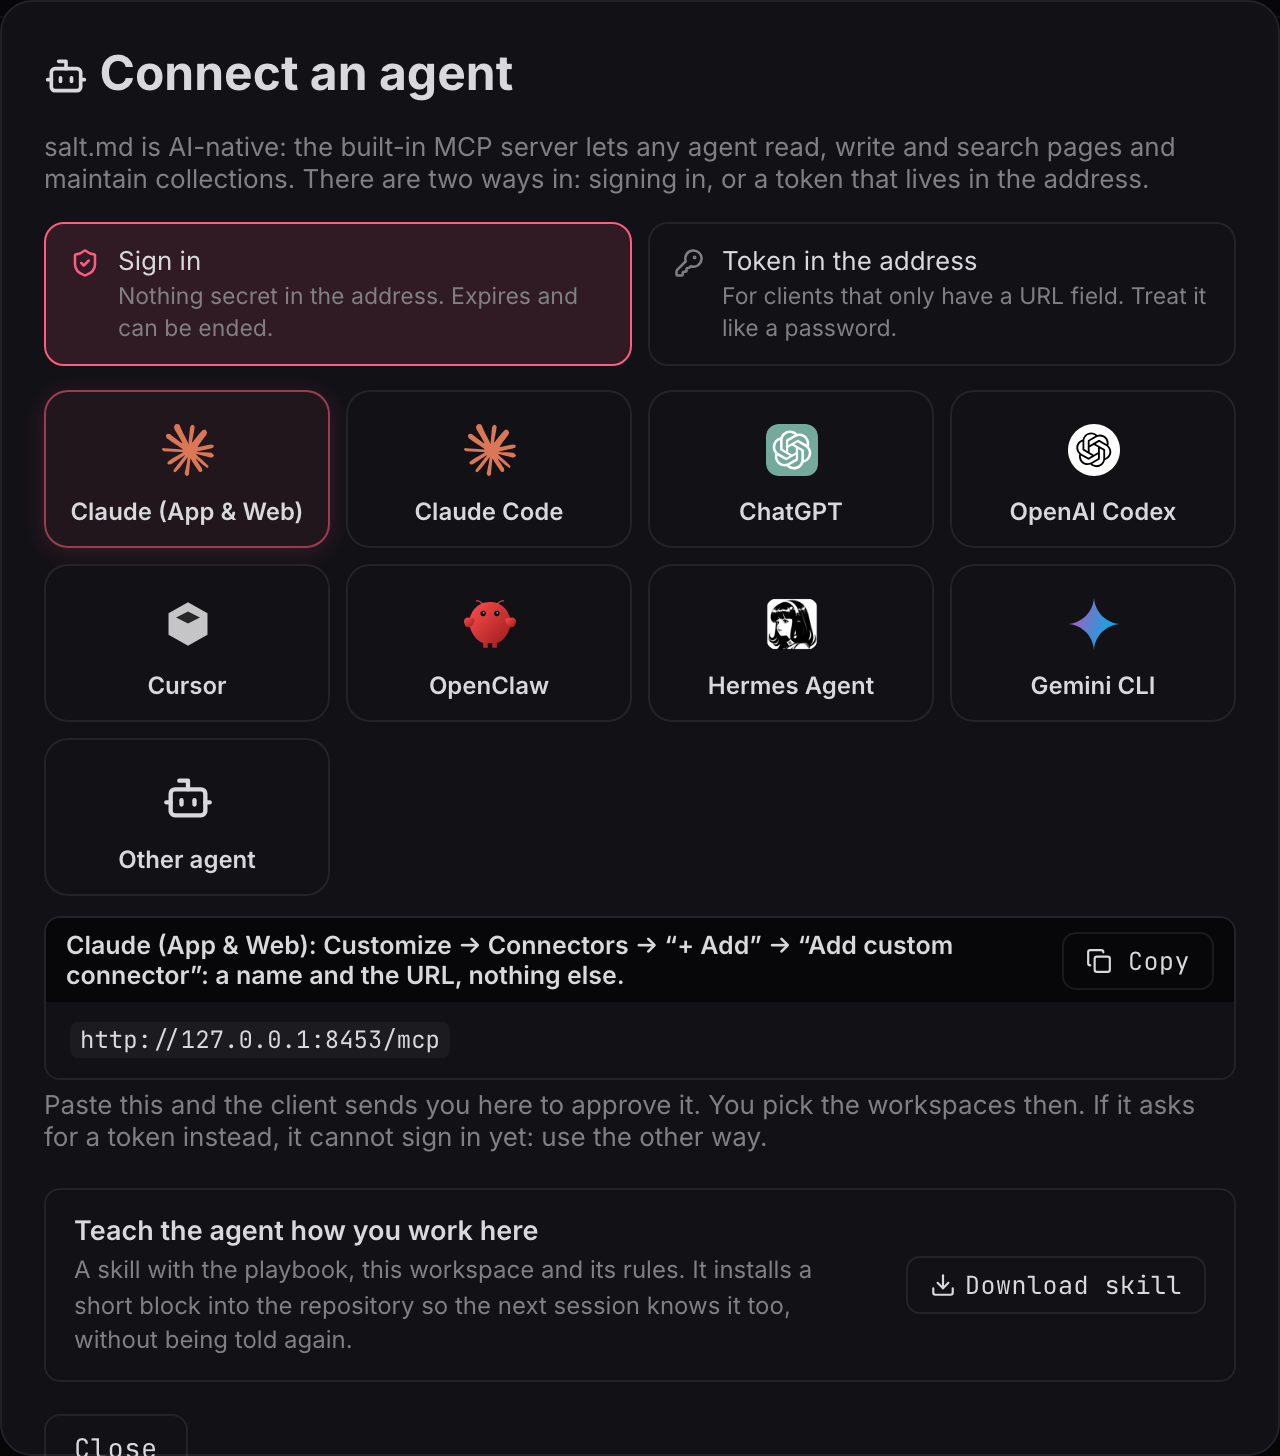 Connect an agent
salt.md is AI-native: the built-in MCP server lets any agent read, write and search pages and
maintain collections. There are two ways in: signing in, or a token that lives in the address.
Sign in
Nothing secret in the address. Expires and
can be ended.
Token in the address
For clients that only have a URL field. Treat it
like a password.
Claude (App & Web)
Claude Code
ChatGPT
OpenAI Codex
Cursor
OpenClaw
Hermes Agent
Gemini CLI
Other agent
Claude (App & Web): Customize → Connectors → “+ Add” → “Add custom
connector”: a name and the URL, nothing else.
Copy
http://127.0.0.1:8453/mcp
Paste this and the client sends you here to approve it. You pick the workspaces then. If it asks
for a token instead, it cannot sign in yet: use the other way.
Teach the agent how you work here
A skill with the playbook, this workspace and its rules. It installs a
short block into the repository so the next session knows it too,
without being told again.
Download skill
Close